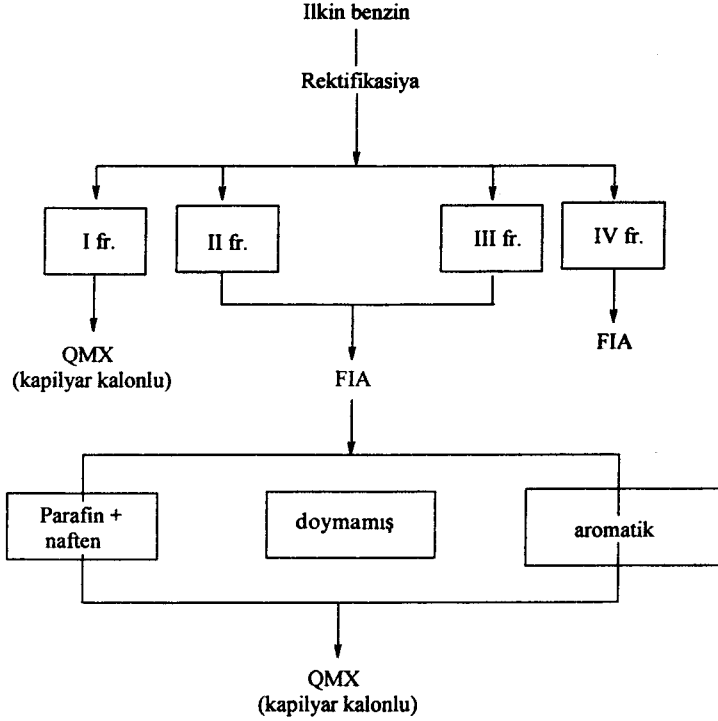 Ilkin benzin
Rektifikasiya
I fr.
II fr.
III fr.
IV fr.
QMX
(kapilyar kalonlu)
FIA
FIA
Parafin +
naften
doymamış
aromatik
QMX
(kapilyar kalonlu)